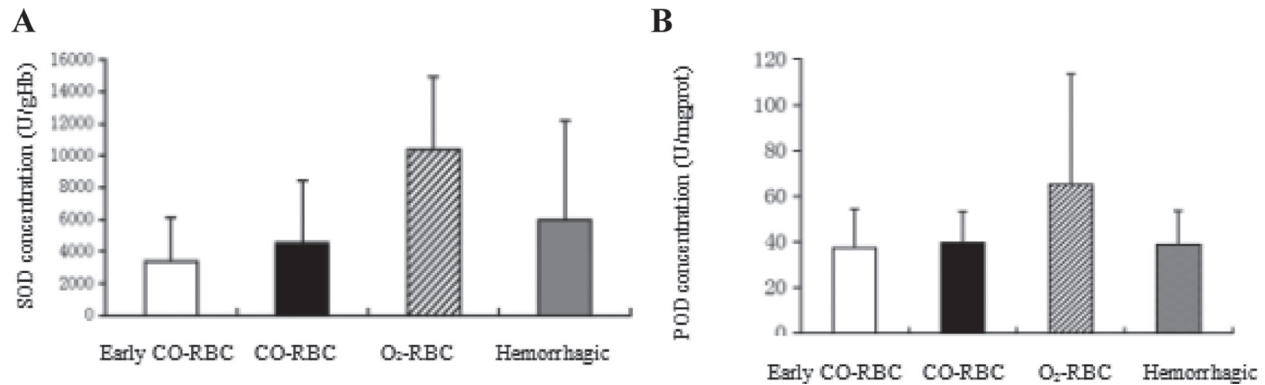 A
SOD concentration (U/gHb)
16000
14000
12000
10000
8000
6000
4000
2000
0
Early CO-RBC
CO-RBC
O₂-RBC
Hemorrhagic
B
POD concentration (U/mgprot)
120
100
80
60
40
20
0
Early CO-RBC
CO-RBC
O₂-RBC
Hemorrhagic